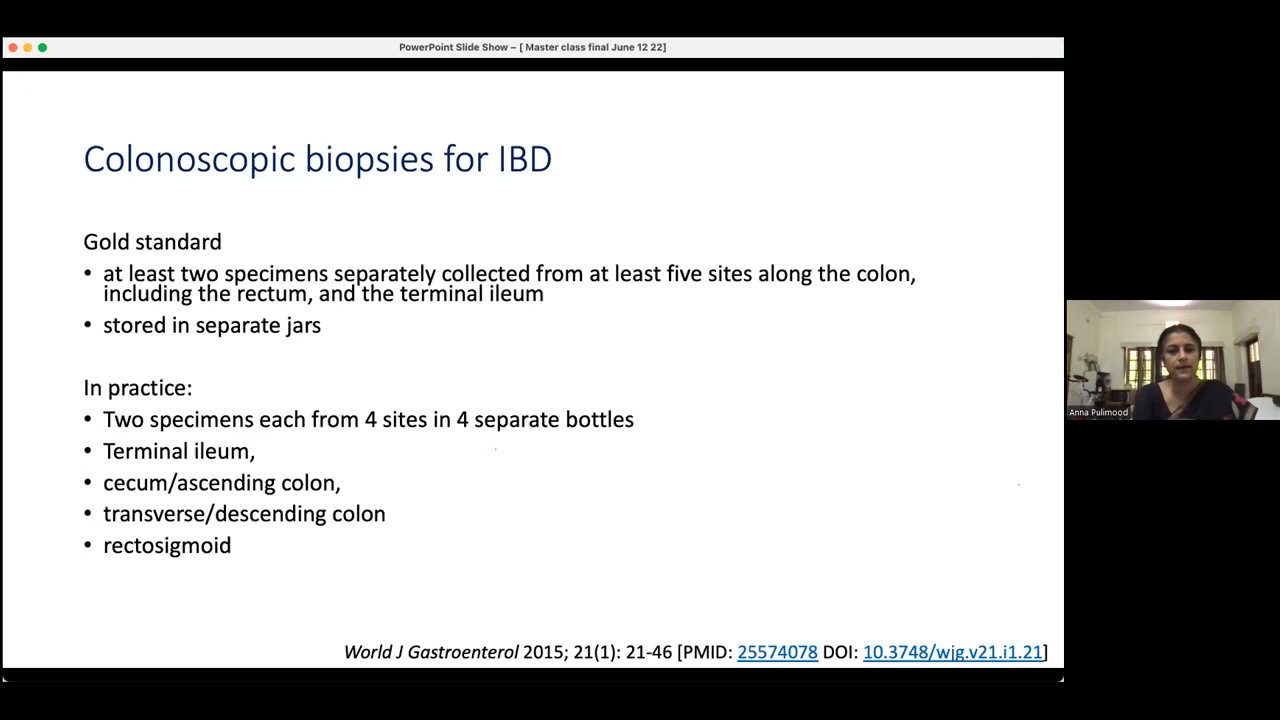 PowerPoint Slide Show – [ Master class final June 12 22]
Colonoscopic biopsies for IBD
Gold standard
• at least two specimens separately collected from at least five sites along the colon,
including the rectum, and the terminal ileum
• stored in separate jars
In practice:
• Two specimens each from 4 sites in 4 separate bottles
• Terminal ileum,
• cecum/ascending colon,
• transverse/descending colon
• rectosigmoid
World J Gastroenterol 2015; 21(1): 21-46 [PMID: 25574078 DOI: 10.3748/wjg.v21.i1.21]
Anna Pulimood